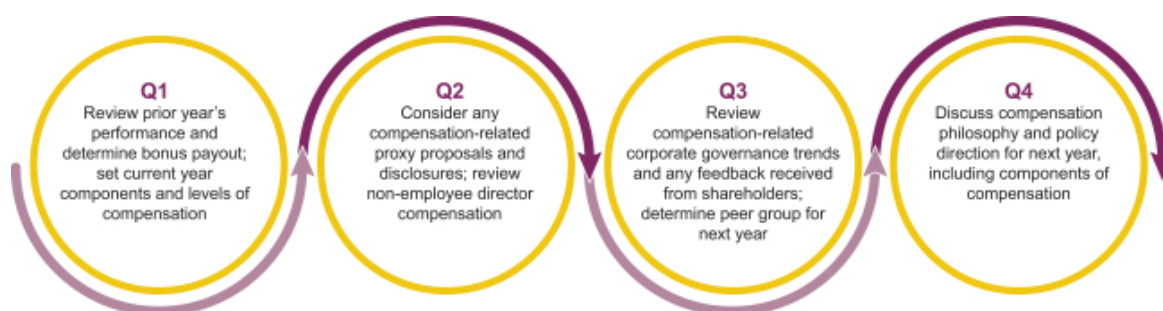 Q1
Review prior year's
performance and
determine bonus payout;
set current year
components and levels of
compensation
Q2
Consider any
compensation-related
proxy proposals and
disclosures; review
non-employee director
compensation
Q3
Review
compensation-related
corporate governance trends
and any feedback received
from shareholders;
determine peer group for
next year
Q4
Discuss compensation
philosophy and policy
direction for next year,
including components of
compensation